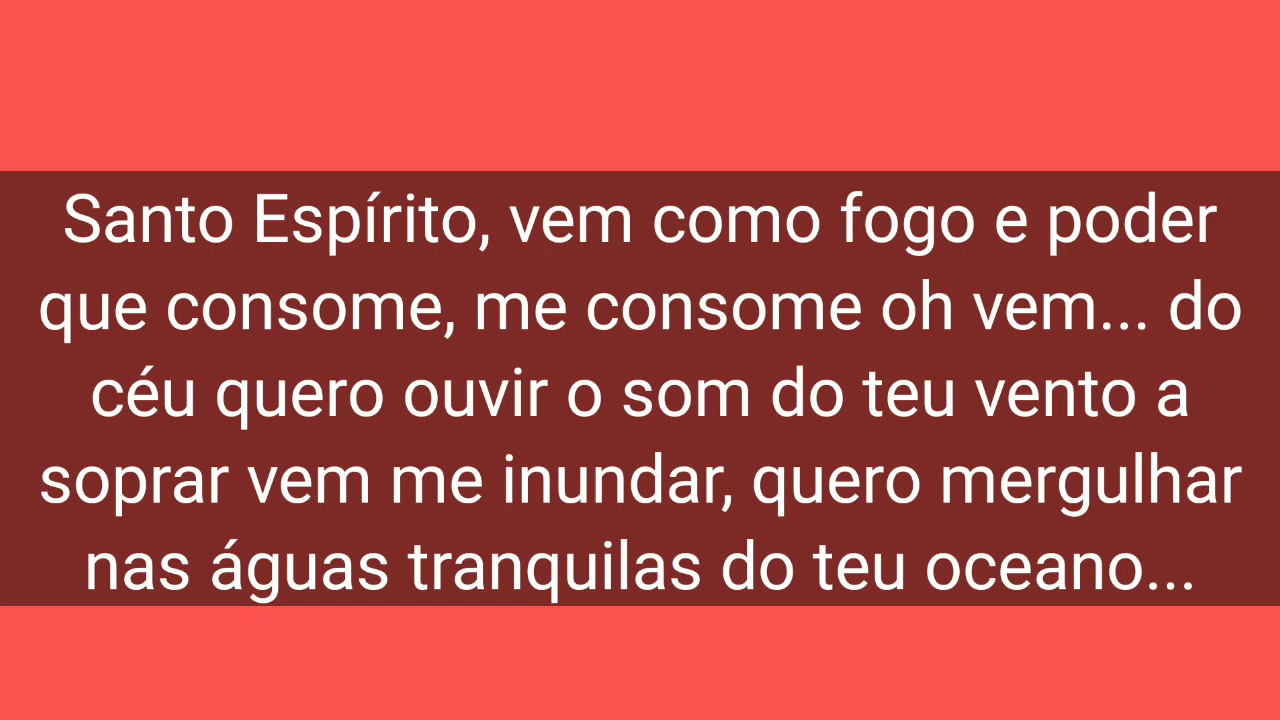 Santo Espírito, vem como fogo e poder
que consome, me consome oh vem... do
céu quero ouvir o som do teu vento a
soprar vem me inundar, quero mergulhar
nas águas tranquilas do teu oceano...